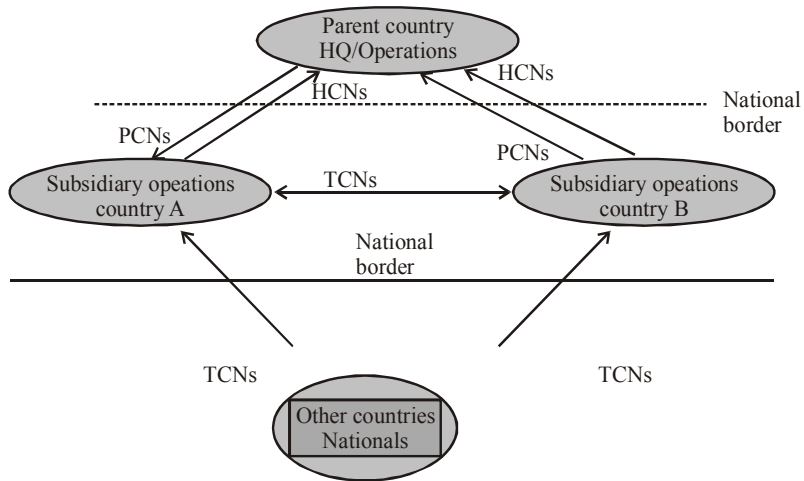 Parent country
HQ/Operations
HCNs
HCNs
National
border
PCNs
PCNs
Subsidiary opeations
country A
TCNs
Subsidiary opeations
country B
National
border
TCNs
TCNs
Other countries
Nationals